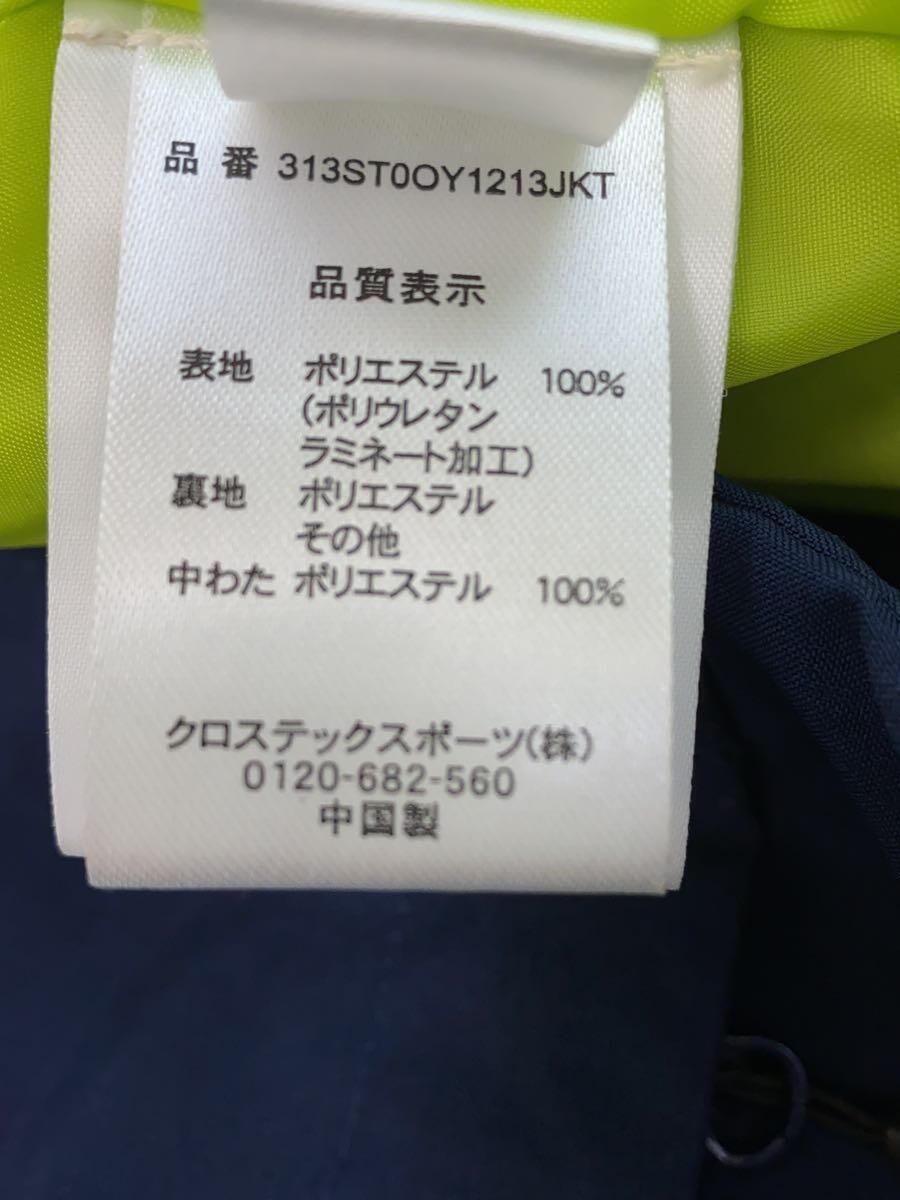 品 番 313ST0OY1213JKT
品質表示
表地 ポリエステル 100%
(ポリウレタン
ラミネート加工)
裏地 ポリエステル
その他
中わた ポリエステル 100%
クロステックスポーツ(株)
0120-682-560
中国製